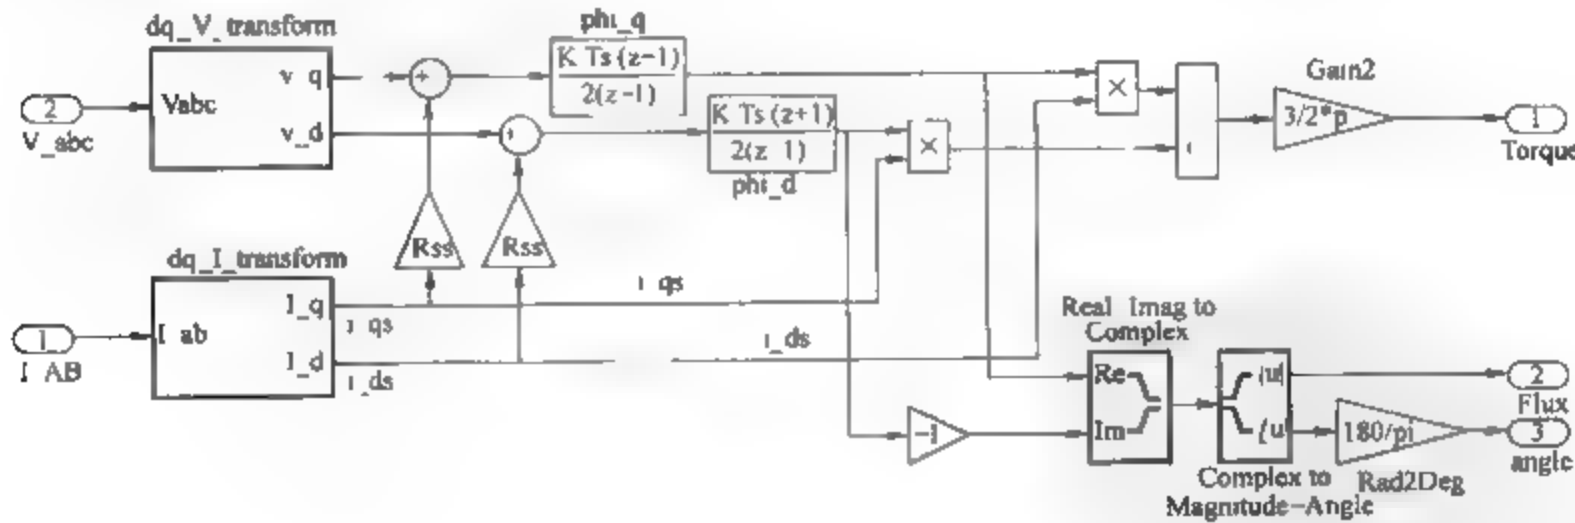 dq_V_transform
phi_q
v_q
K Ts (z-1)
2(z-1)
Gain2
2
Vabc
V_abc
v_d
K Ts (z+1)
2(z 1)
phi_d
3/2*p
1
Torque
Rss
Rss
dq_I_transform
I_q
i_qs
i_qs
1
I_ab
I_AB
I_d
i_ds
i_ds
Real Imag to
Complex
Re
Im
-1
|u|
2
Flux
180/pi
3
angle
Complex to
Magnitude-Angle
Rad2Deg